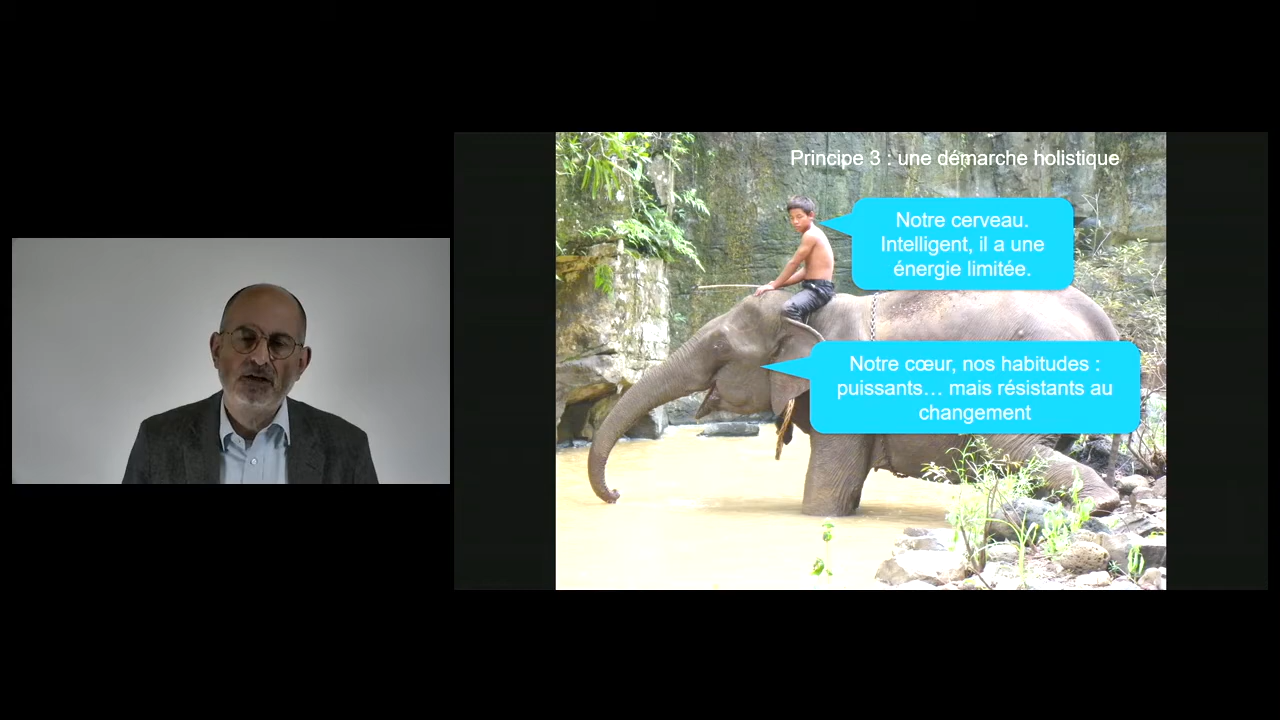 Principe 3 : une démarche holistique
Notre cerveau.
Intelligent, il a une
énergie limitée.
Notre cœur, nos habitudes :
puissants… mais résistants au
changement